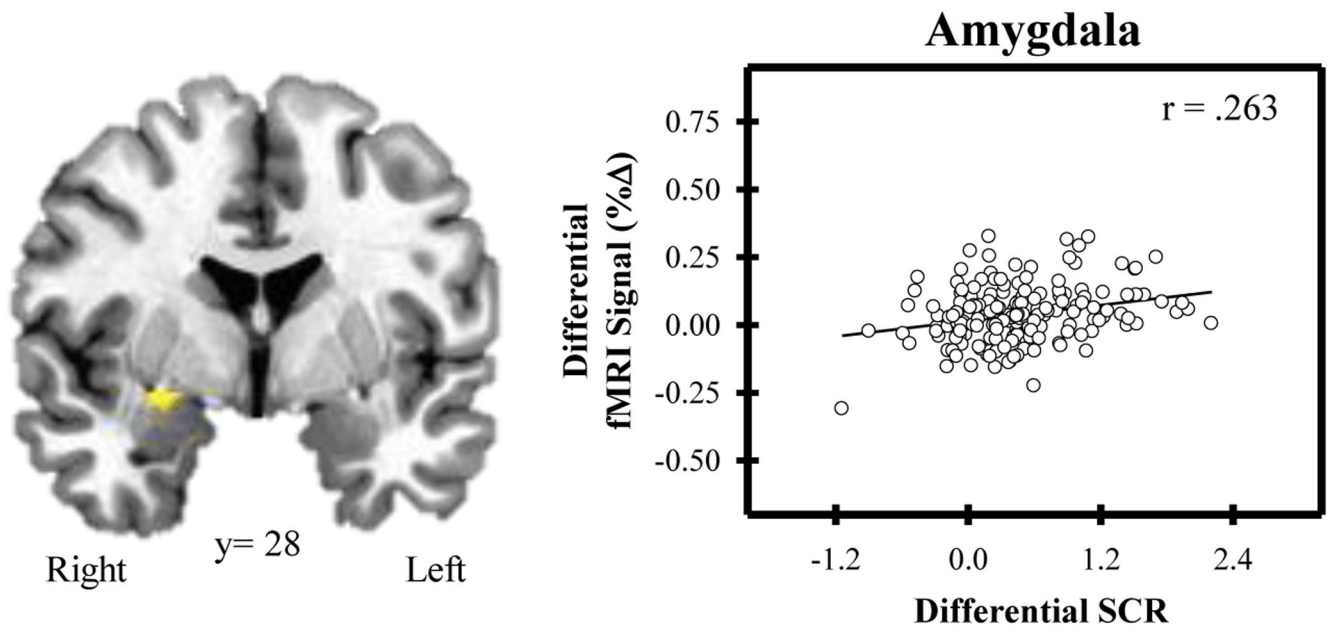 Right
y= 28
Left
Amygdala
r = .263
Differential
fMRI Signal (%Δ)
0.75
0.50
0.25
0.00
-0.25
-0.50
-1.2 0.0 1.2 2.4
Differential SCR